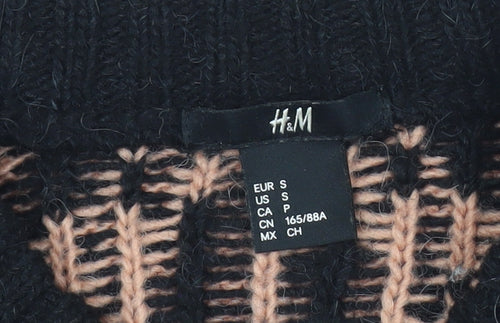 H&M
EUR S
US S
CA P
CN 165/88A
MX CH